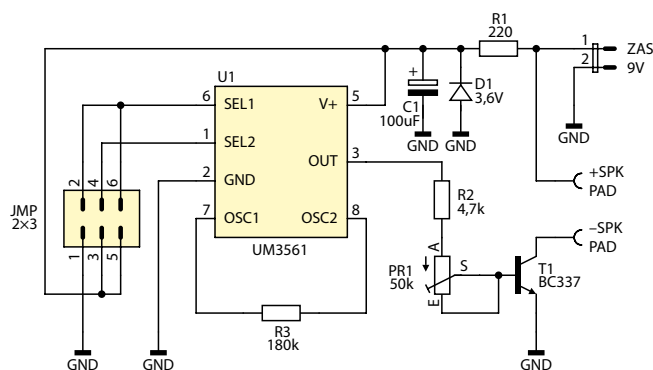 R1
220
1
2
ZAS
9V
U1
6
SEL1
V+
5
+
C1
100uF
D1
3,6V
GND
GND
GND
1
SEL2
OUT
3
2
GND
7
OSC1
OSC2
8
UM3561
2
4
6
JMP
2×3
1
3
5
R2
4,7k
+SPK
PAD
–SPK
PAD
A
PR1
50k
S
E
T1
BC337
R3
180k
GND
GND
GND